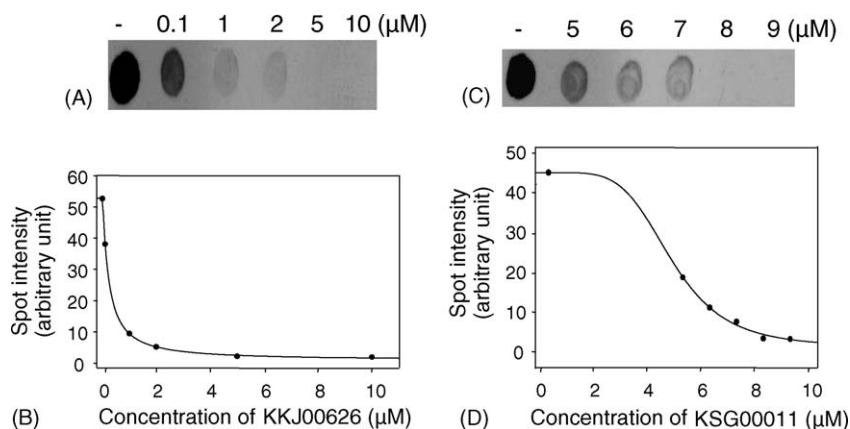 - 0.1 1 2 5 10 (µM)
(A)
Spot intensity
(arbitrary unit)
60
50
40
30
20
10
0
0 2 4 6 8 10
(B) Concentration of KKJ00626 (µM)
- 5 6 7 8 9 (µM)
(C)
Spot intensity
(arbitrary unit)
50
40
30
20
10
0
0 2 4 6 8 10
(D) Concentration of KSG00011 (µM)